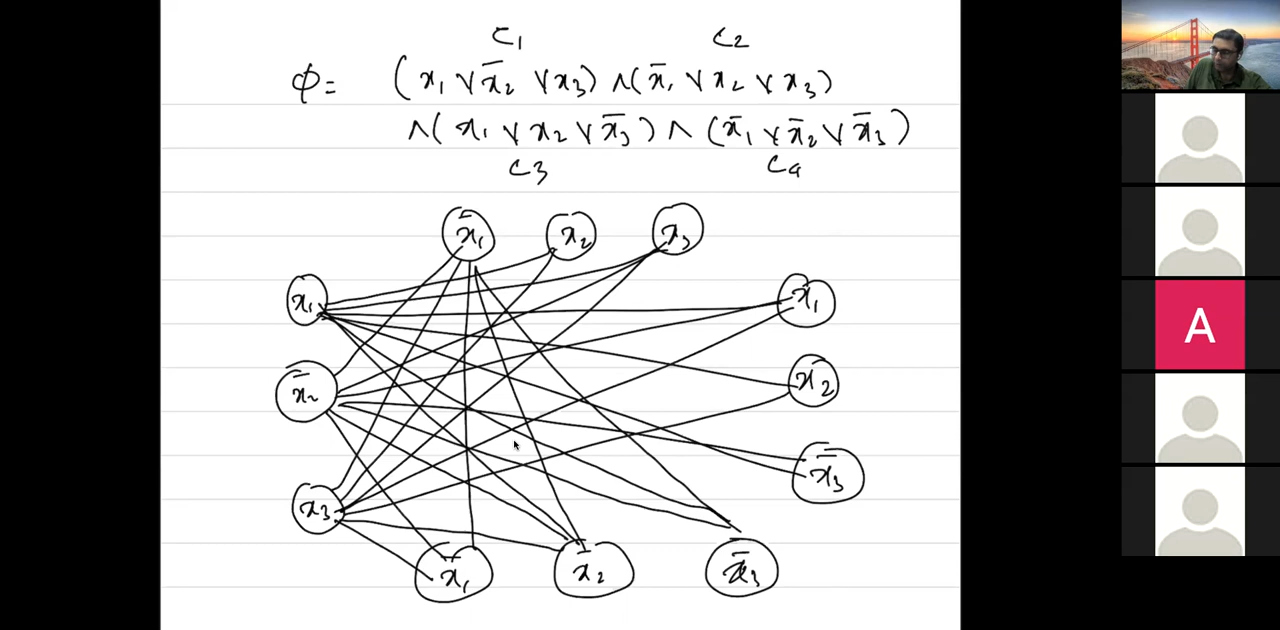 C₁ C₂
ϕ = (x₁ ∨ x̄₂ ∨ x₃) ∧ (x̄₁ ∨ x₂ ∨ x₃)
∧ (x₁ ∨ x₂ ∨ x̄₃) ∧ (x̄₁ ∨ x̄₂ ∨ x̄₃)
C₃ C₄
x̄₁ x₂ x₃
x₁ x₁
x̄₂ x₂
x₃ x̄₃
x̄₁ x̄₂ x̄₃
A